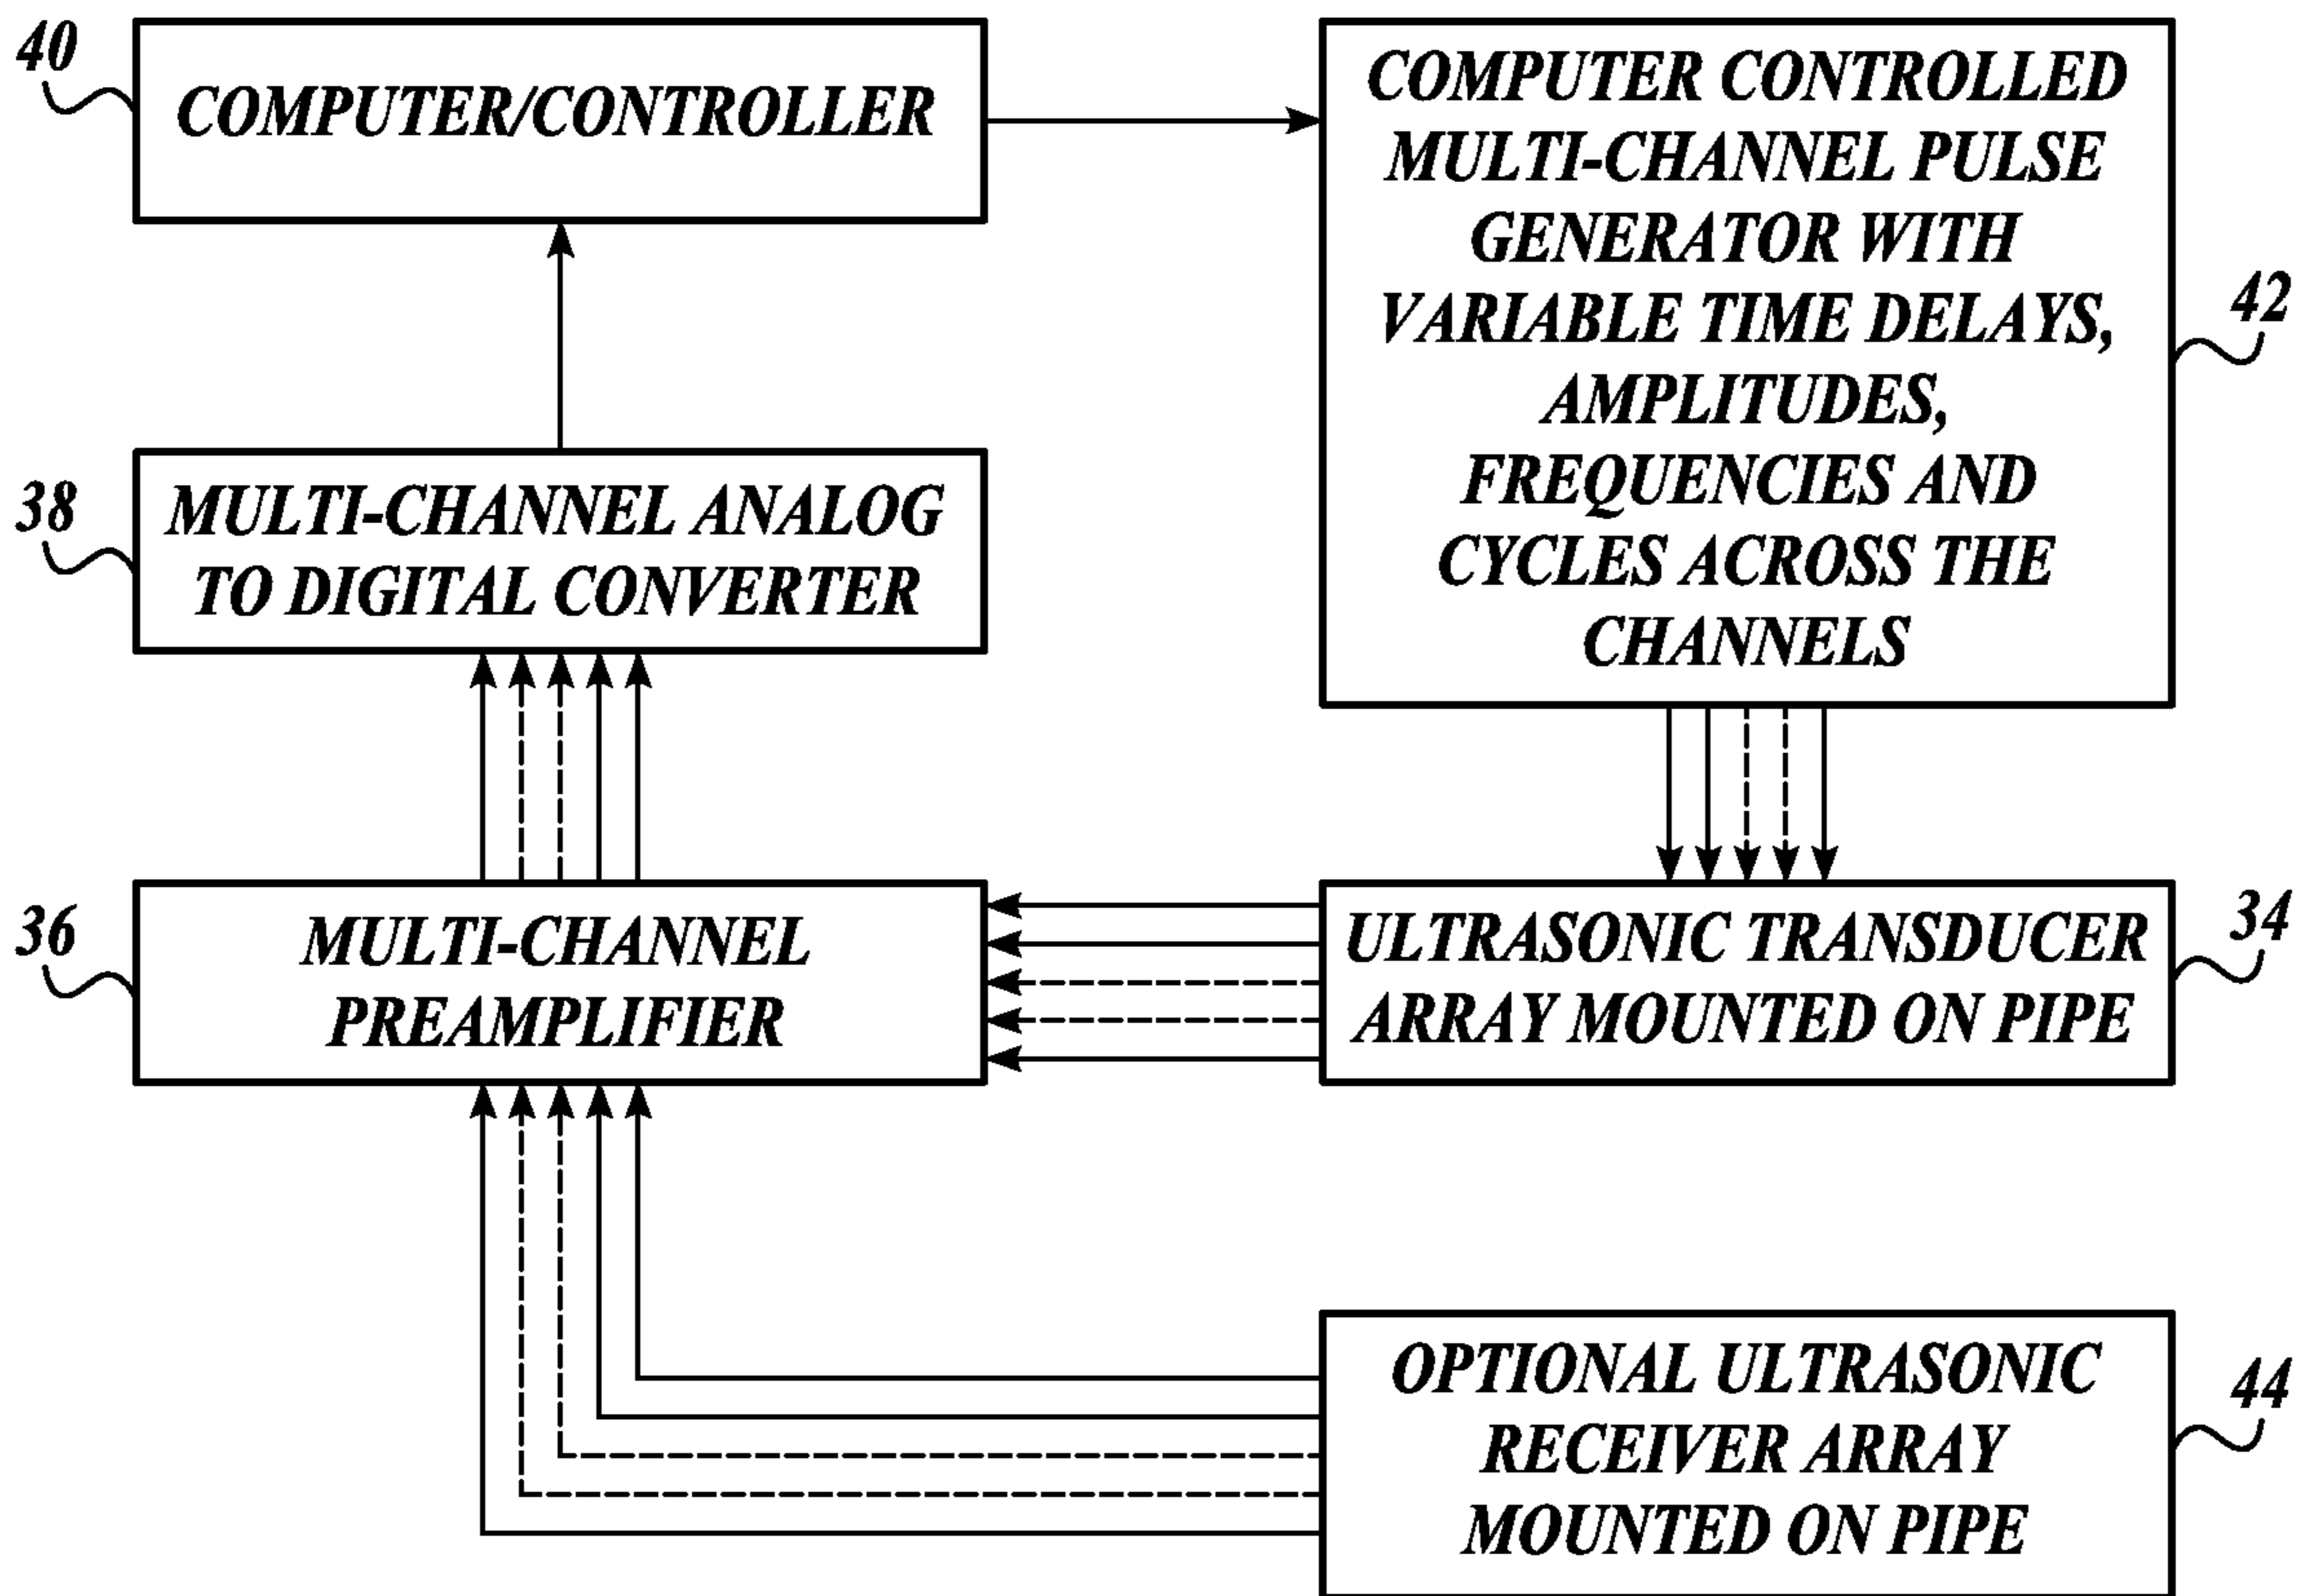 40
COMPUTER/CONTROLLER
COMPUTER CONTROLLED
MULTI-CHANNEL PULSE
GENERATOR WITH
VARIABLE TIME DELAYS,
AMPLITUDES,
FREQUENCIES AND
CYCLES ACROSS THE
CHANNELS
42
38
MULTI-CHANNEL ANALOG
TO DIGITAL CONVERTER
36
MULTI-CHANNEL
PREAMPLIFIER
ULTRASONIC TRANSDUCER
ARRAY MOUNTED ON PIPE
34
OPTIONAL ULTRASONIC
RECEIVER ARRAY
MOUNTED ON PIPE
44